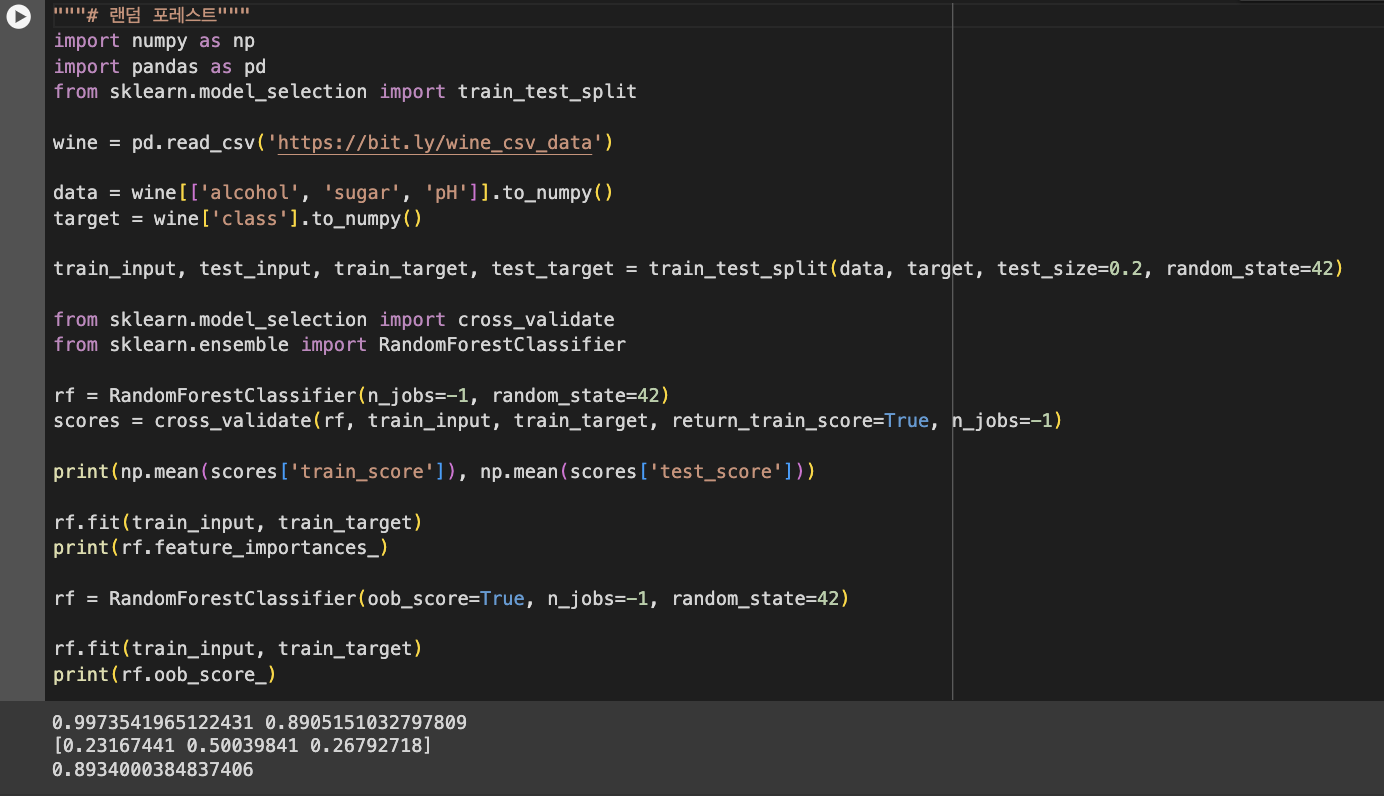 """# 랜덤 포레스트"""
import numpy as np
import pandas as pd
from sklearn.model_selection import train_test_split
wine = pd.read_csv('https://bit.ly/wine_csv_data')
data = wine[['alcohol', 'sugar', 'pH']].to_numpy()
target = wine['class'].to_numpy()
train_input, test_input, train_target, test_target = train_test_split(data, target, test_size=0.2, random_state=42)
from sklearn.model_selection import cross_validate
from sklearn.ensemble import RandomForestClassifier
rf = RandomForestClassifier(n_jobs=-1, random_state=42)
scores = cross_validate(rf, train_input, train_target, return_train_score=True, n_jobs=-1)
print(np.mean(scores['train_score']), np.mean(scores['test_score']))
rf.fit(train_input, train_target)
print(rf.feature_importances_)
rf = RandomForestClassifier(oob_score=True, n_jobs=-1, random_state=42)
rf.fit(train_input, train_target)
print(rf.oob_score_)
0.9973541965122431 0.8905151032797809
[0.23167441 0.50039841 0.26792718]
0.8934000384837406